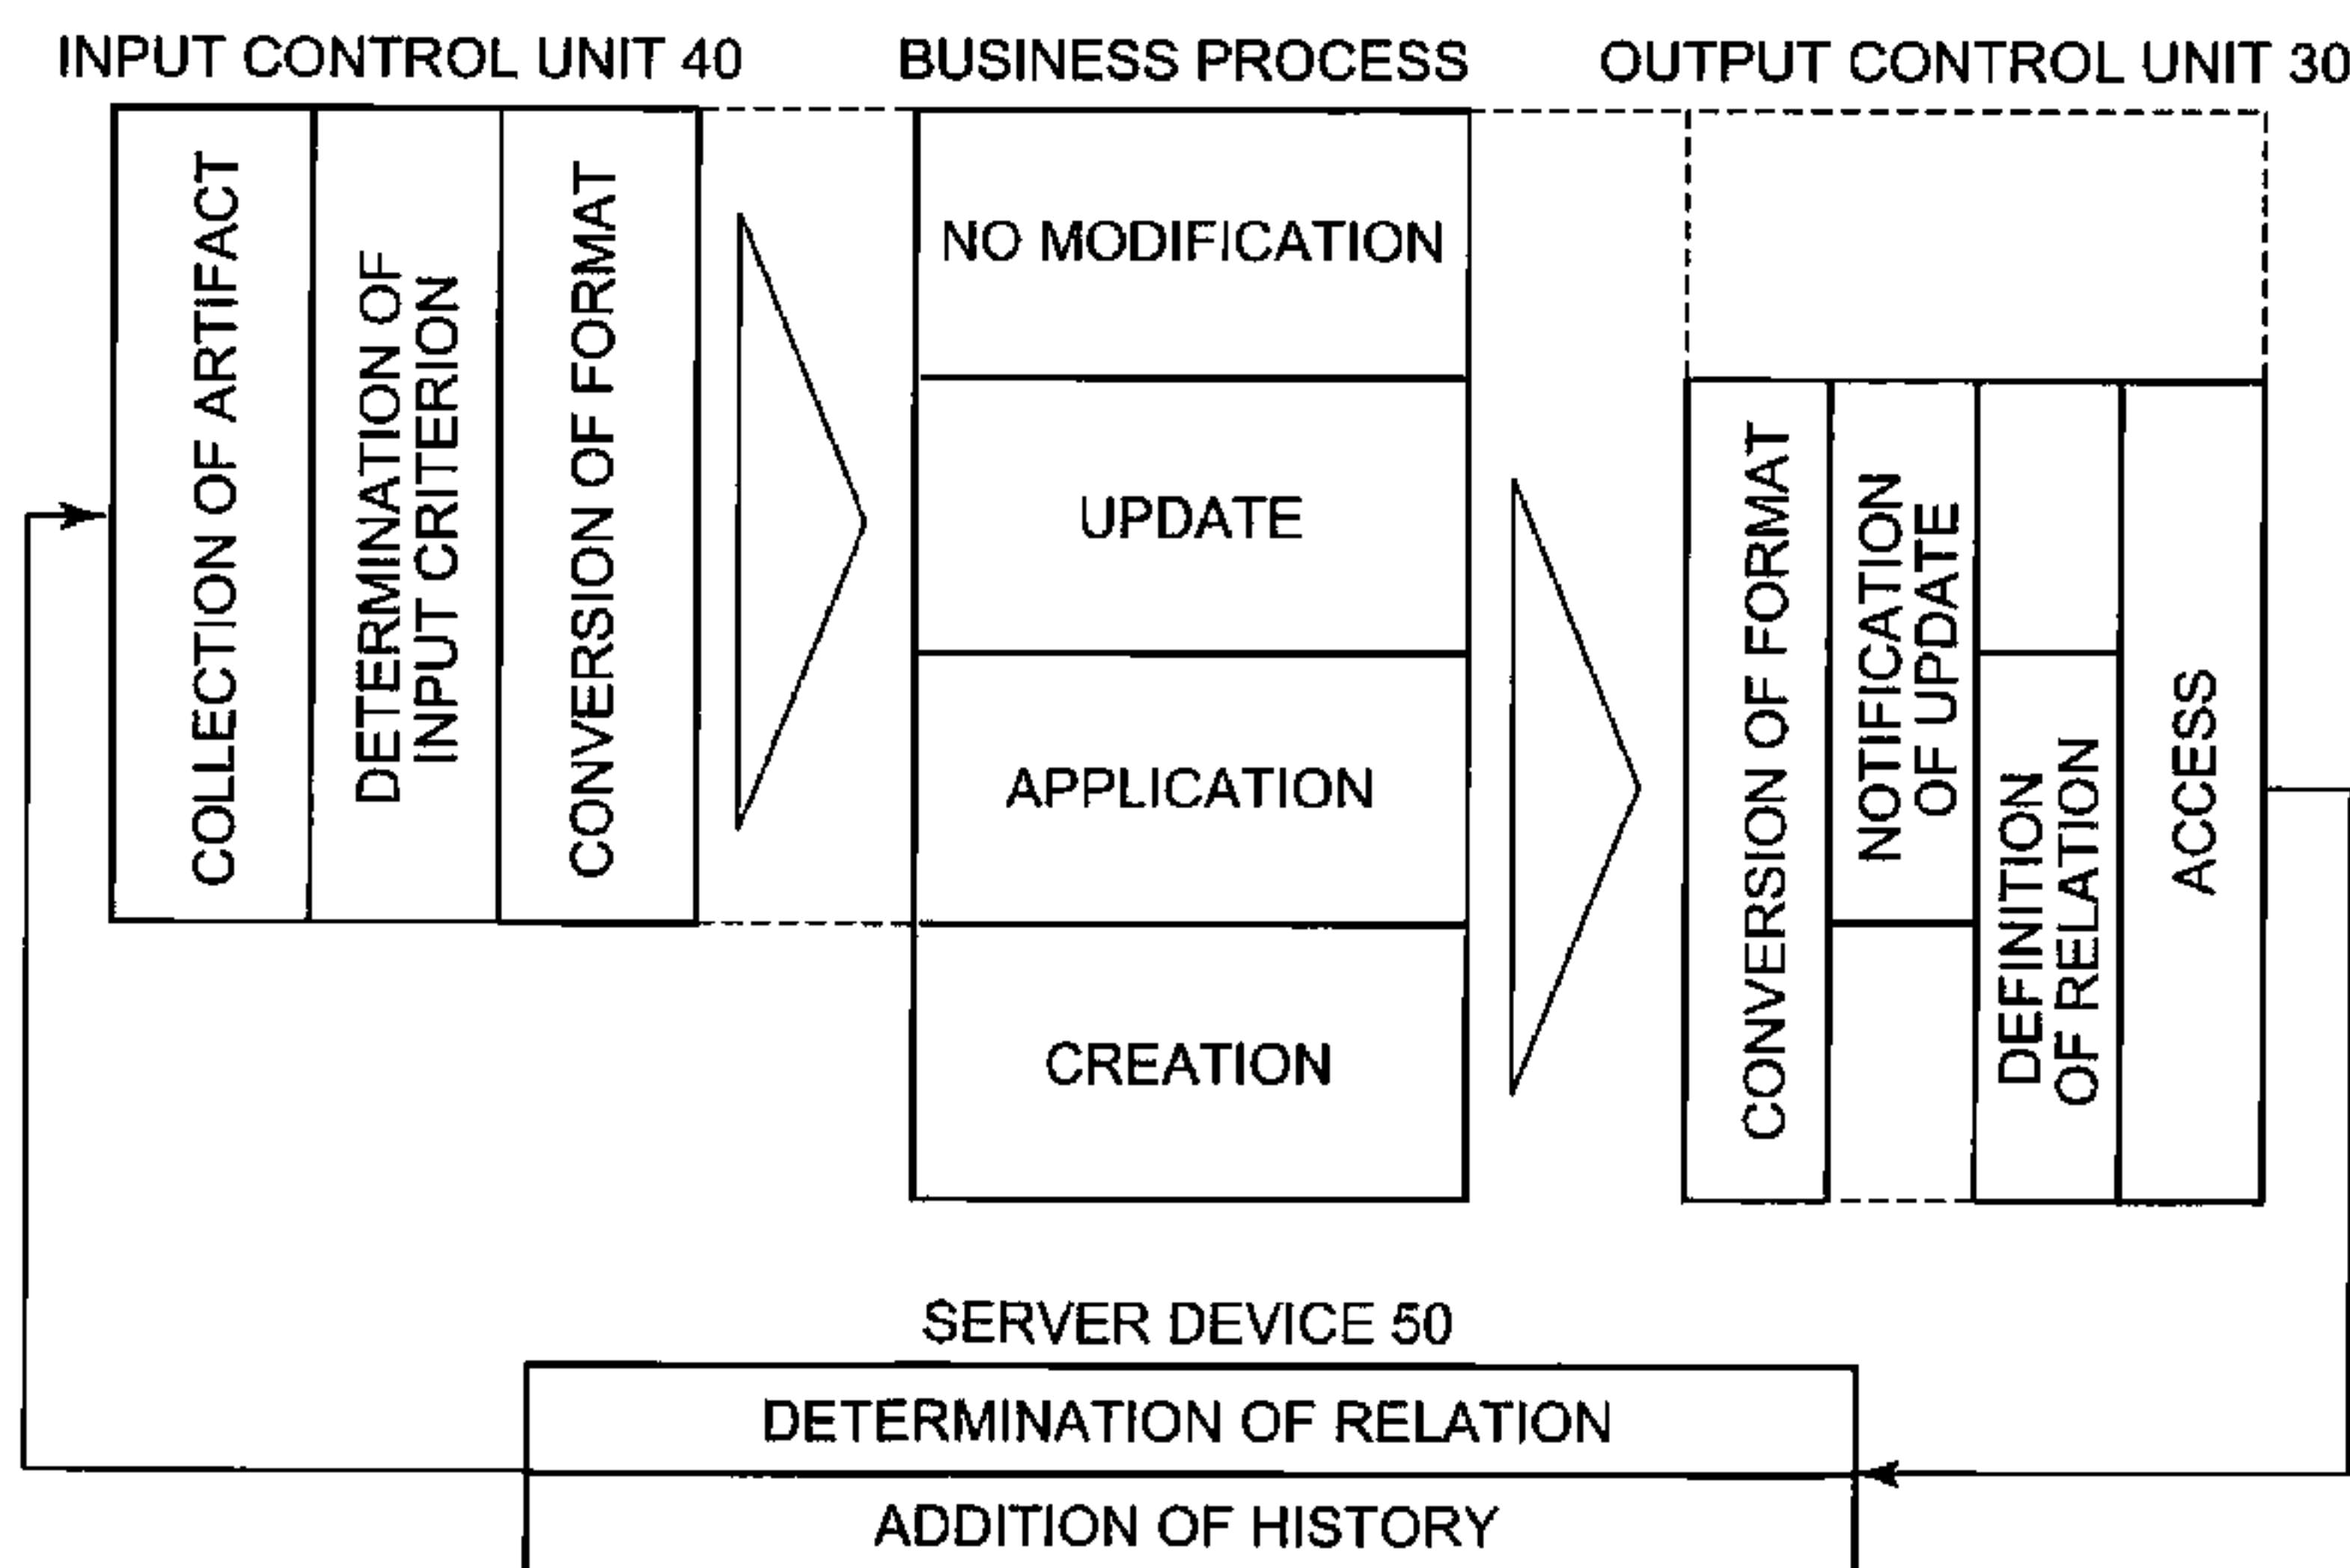 INPUT CONTROL UNIT 40
COLLECTION OF ARTIFACT
DETERMINATION OF
INPUT CRITERION
CONVERSION OF FORMAT
BUSINESS PROCESS
NO MODIFICATION
UPDATE
APPLICATION
CREATION
OUTPUT CONTROL UNIT 30
CONVERSION OF FORMAT
NOTIFICATION
OF UPDATE
DEFINITION
OF RELATION
ACCESS
SERVER DEVICE 50
DETERMINATION OF RELATION
ADDITION OF HISTORY